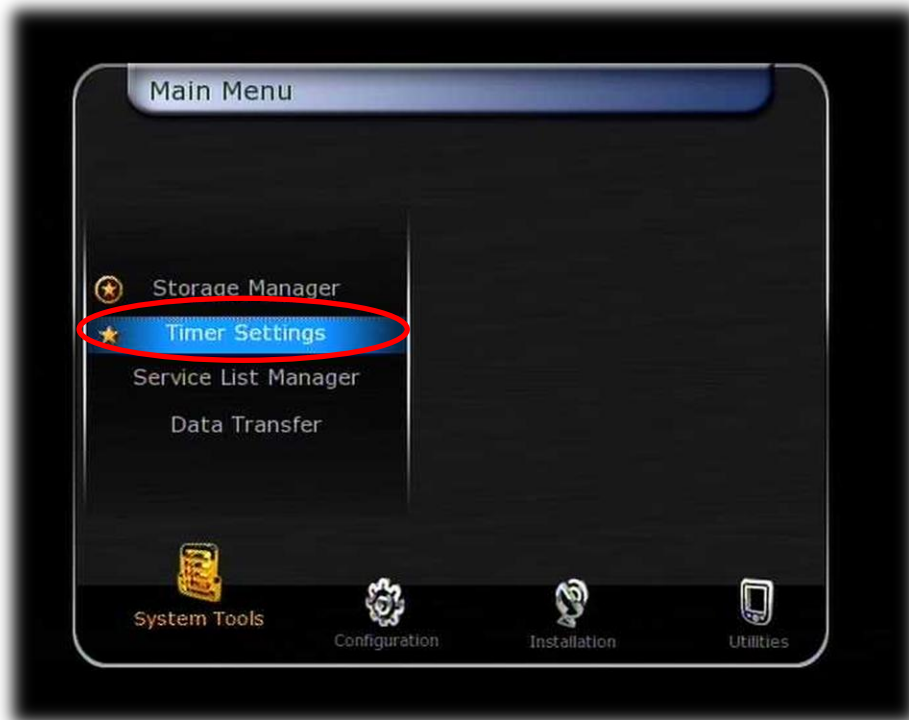 Main Menu
Storage Manager
Timer Settings
Service List Manager
Data Transfer
System Tools
Configuration
Installation
Utilities